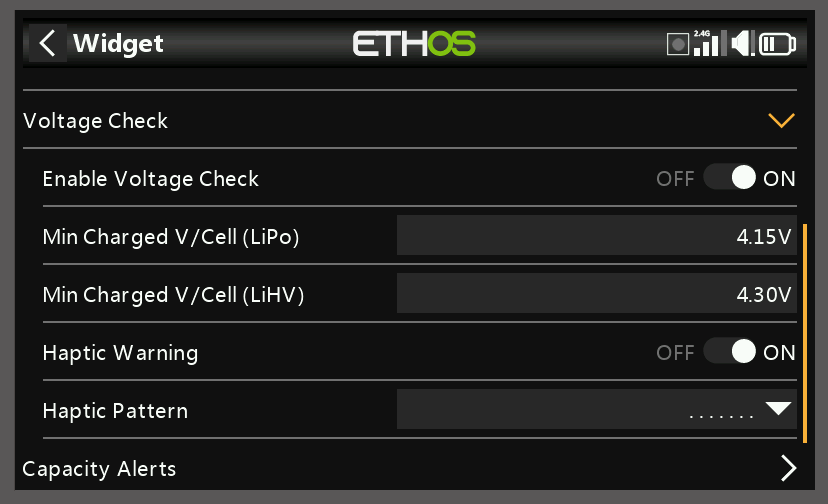 Widget
ETHOS
2.4G
Voltage Check
Enable Voltage Check OFF ON
Min Charged V/Cell (LiPo) 4.15V
Min Charged V/Cell (LiHV) 4.30V
Haptic Warning OFF ON
Haptic Pattern .......
Capacity Alerts